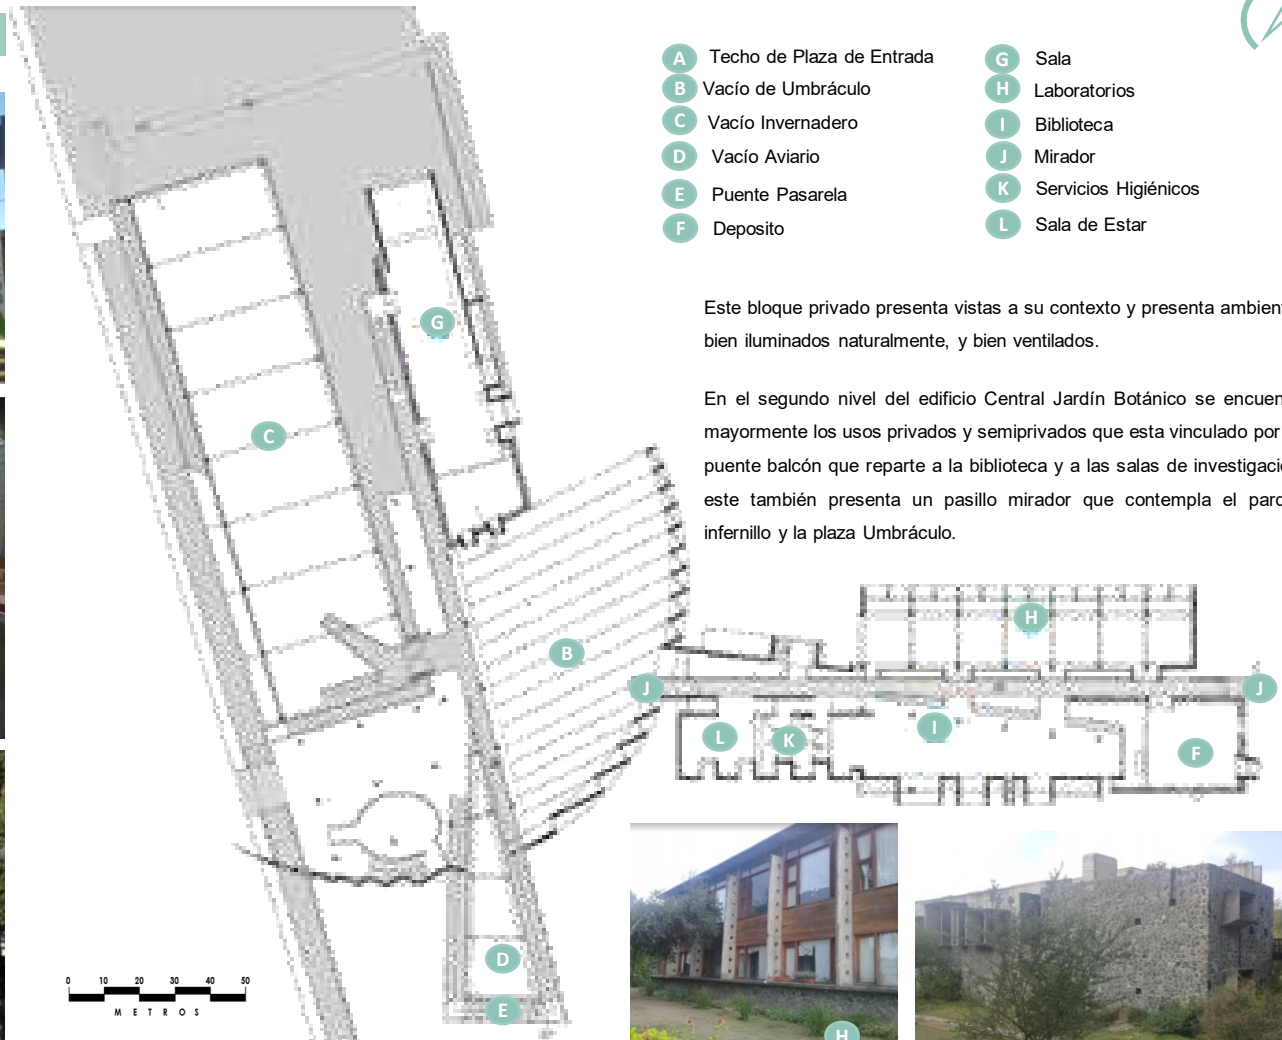 A Techo de Plaza de Entrada
B Vacío de Umbráculo
C Vacío Invernadero
D Vacío Aviario
E Puente Pasarela
F Deposito
G Sala
H Laboratorios
I Biblioteca
J Mirador
K Servicios Higiénicos
L Sala de Estar
Este bloque privado presenta vistas a su contexto y presenta
bien iluminados naturalmente, y bien ventilados.
En el segundo nivel del edificio Central Jardín Botánico se
mayormente los usos privados y semiprivados que esta vinculado por
puente balcón que reparte a la biblioteca y a las salas de
este también presenta un pasillo mirador que contempla el
infernillo y la plaza Umbráculo.
G
C
B
H
J
J
I
L
K
F
D
E
H
0 10 20 30 40 50
METROS